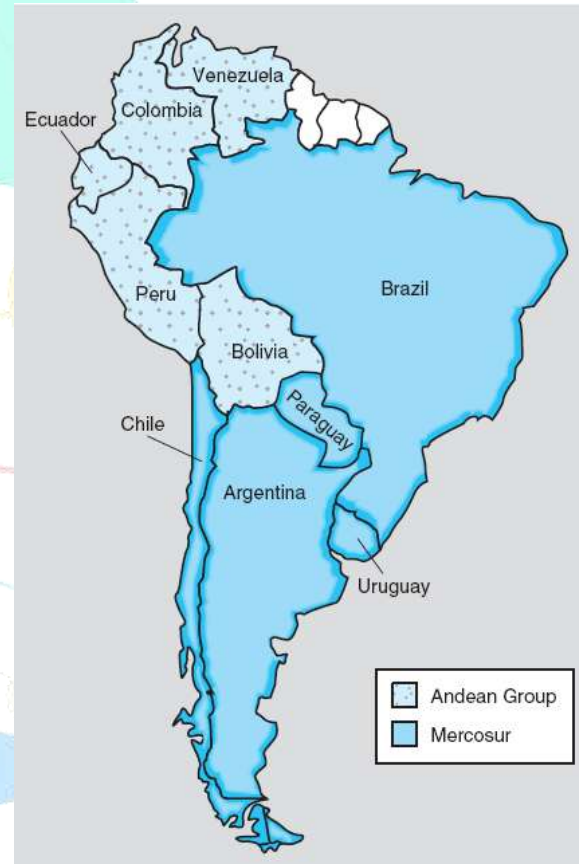 Venezuela
Colombia
Ecuador
Brazil
Peru
Bolivia
Paraguay
Chile
Argentina
Uruguay
Andean Group
Mercosur